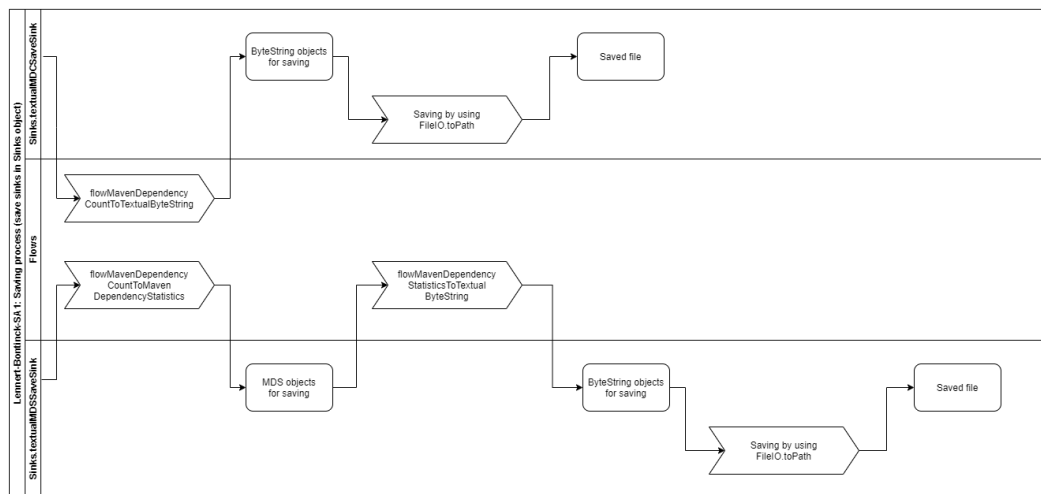 Lennert-Bontinck-SA1: Saving process (save sinks in Sinks object)
Sinks.textualMDCSaveSink
ByteString objects
for saving
Saved file
Saving by using
FileIO.toPath
Flows
flowMavenDependency
CountToTextualByteString
flowMavenDependency
CountToMaven
DependencyStatistics
flowMavenDependency
StatisticsToTextual
ByteString
Sinks.textualMDSSaveSink
MDS objects
for saving
ByteString objects
for saving
Saved file
Saving by using
FileIO.toPath